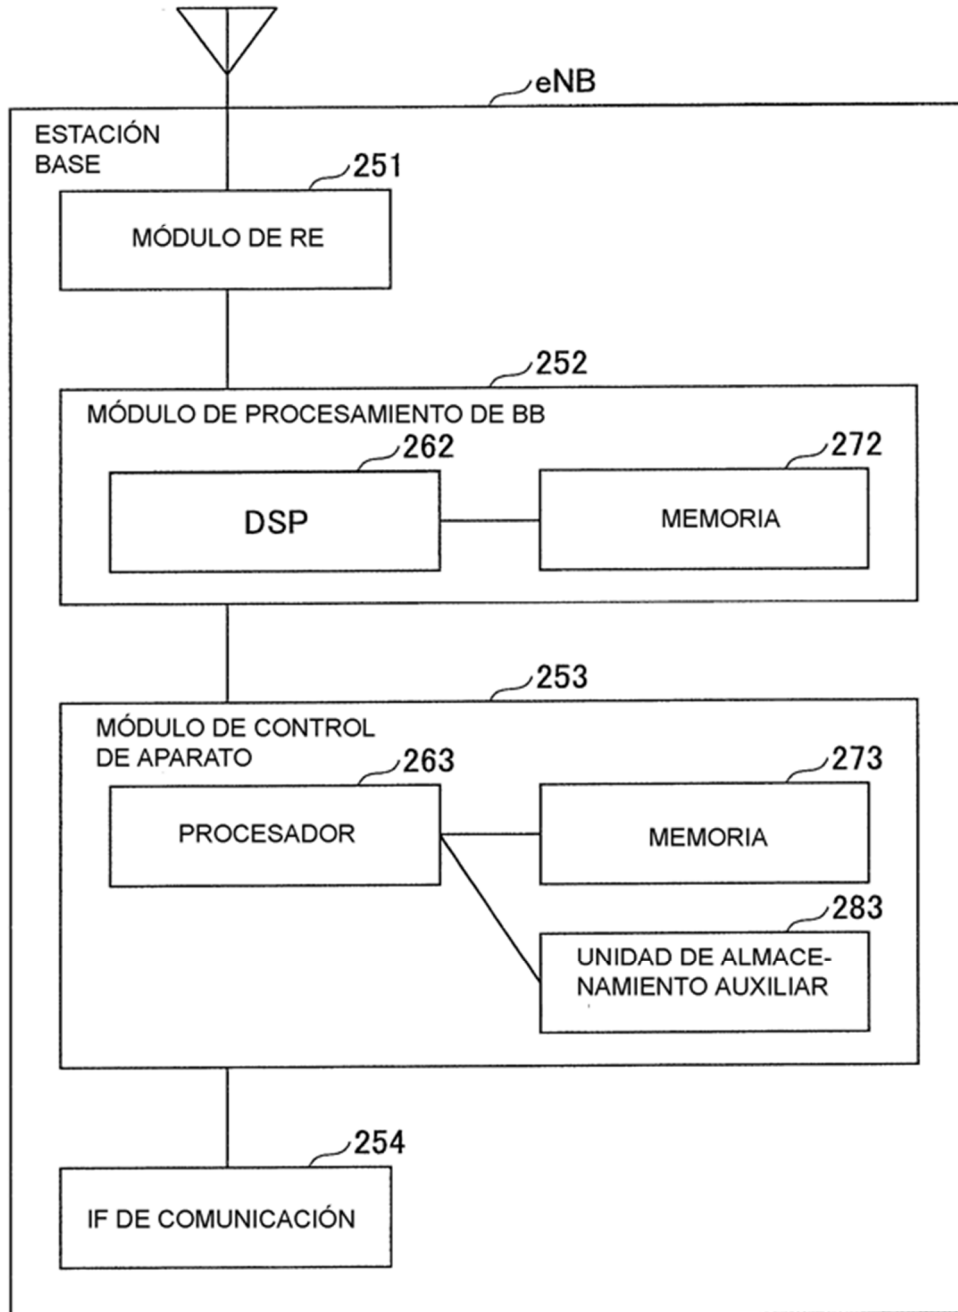 eNB
ESTACIÓN
BASE
251
MÓDULO DE RE
252
MÓDULO DE PROCESAMIENTO DE BB
262
272
DSP
MEMORIA
253
MÓDULO DE CONTROL
DE APARATO
263
273
PROCESADOR
MEMORIA
283
UNIDAD DE ALMACE-
NAMIENTO AUXILIAR
254
IF DE COMUNICACIÓN